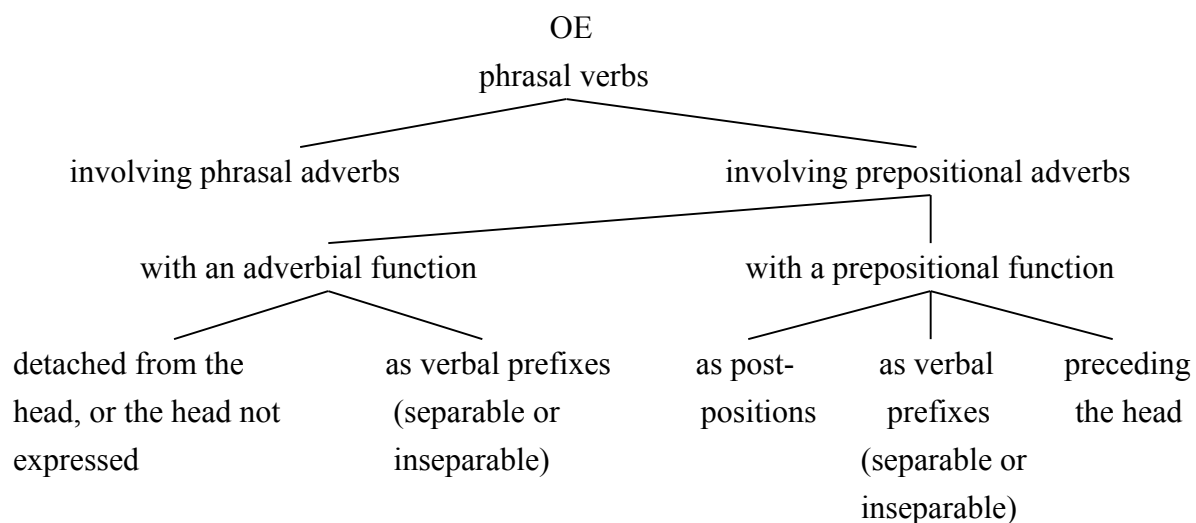 OE
phrasal verbs
involving phrasal adverbs
involving prepositional adverbs
with an adverbial function
with a prepositional function
detached from the
head, or the head not
expressed
as verbal prefixes
(separable or
inseparable)
as post-
positions
as verbal
prefixes
(separable or
inseparable)
preceding
the head